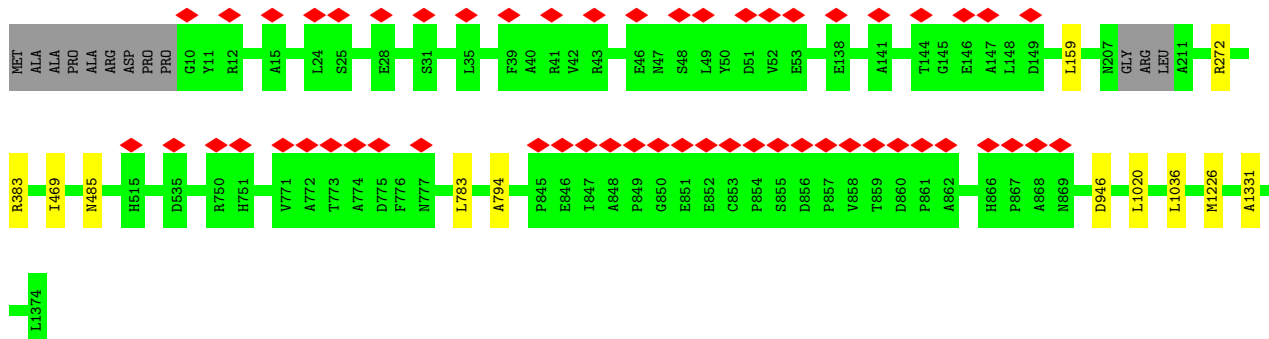 MET ALA ALA PRO ALA ARG ASP PRO PRO G10 Y11 R12 A15 L24 S25 E28 S31 L35 F39 A40 R41 V42 R43 E46 N47 S48 L49 Y50 D51 V52 E53 E138 A141 T144 G145 E146 A147 L148 D149 L159 N207 GLY ARG LEU A211 R272
R383 I469 N485 H515 D535 R750 H751 V771 A772 T773 A774 D775 F776 N777 L783 A794 P845 E846 I847 A848 P849 G850 E851 E852 C853 P854 S855 D856 P857 V858 T859 D860 P861 A862 H866 P867 A868 N869 D946 L1020 L1036 M1226 A1331
L1374